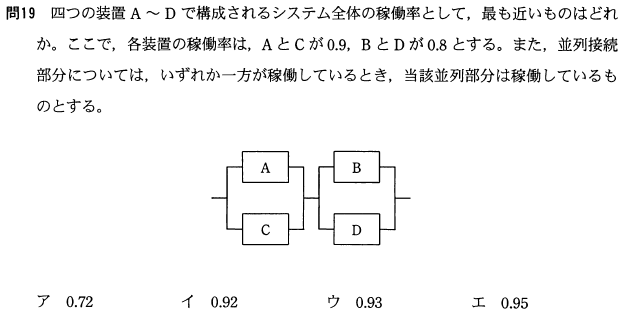 問19 四つの装置 A ～ D で構成されるシステム全体の稼働率として，最も近いものはどれ
か。ここで，各装置の稼働率は，A と C が 0.9，B と D が 0.8 とする。また，並列接続
部分については，いずれか一方が稼働しているとき，当該並列部分は稼働しているも
のとする。
A B
C D
ア 0.72 イ 0.92 ウ 0.93 エ 0.95